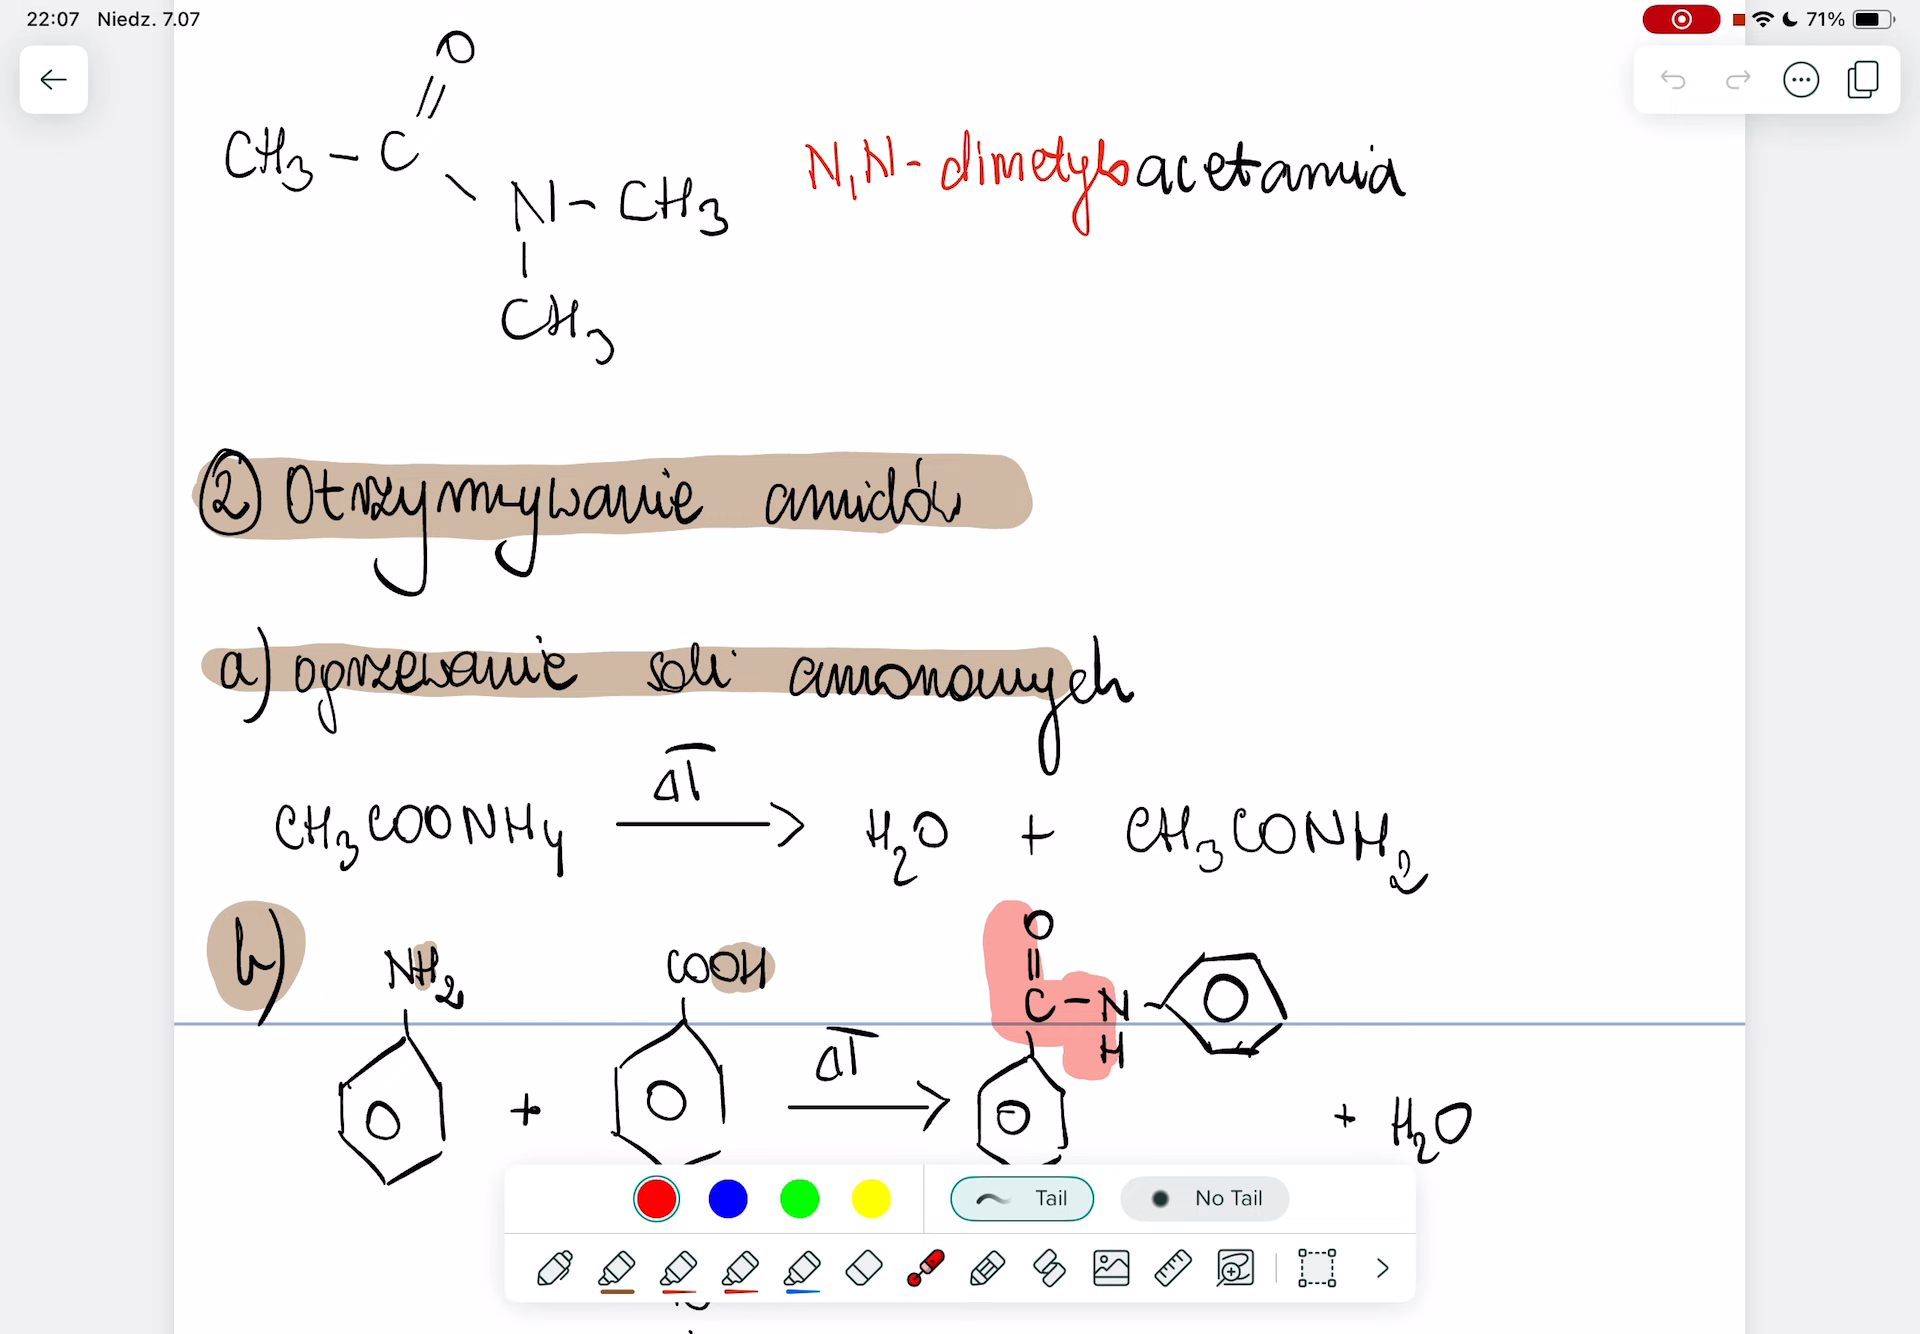 22:07 Niedz. 7.07
71%
O
CH3 - C
N - CH3
CH3
N,N-dimetyloacetamid
2 Otrzymywanie amidów
a) ogrzewanie soli amonowych
ΔT
CH3COONH4 → H2O + CH3CONH2
b)
NH2
COOH
O
C - N
H
ΔT
+ → + H2O
Tail
No Tail